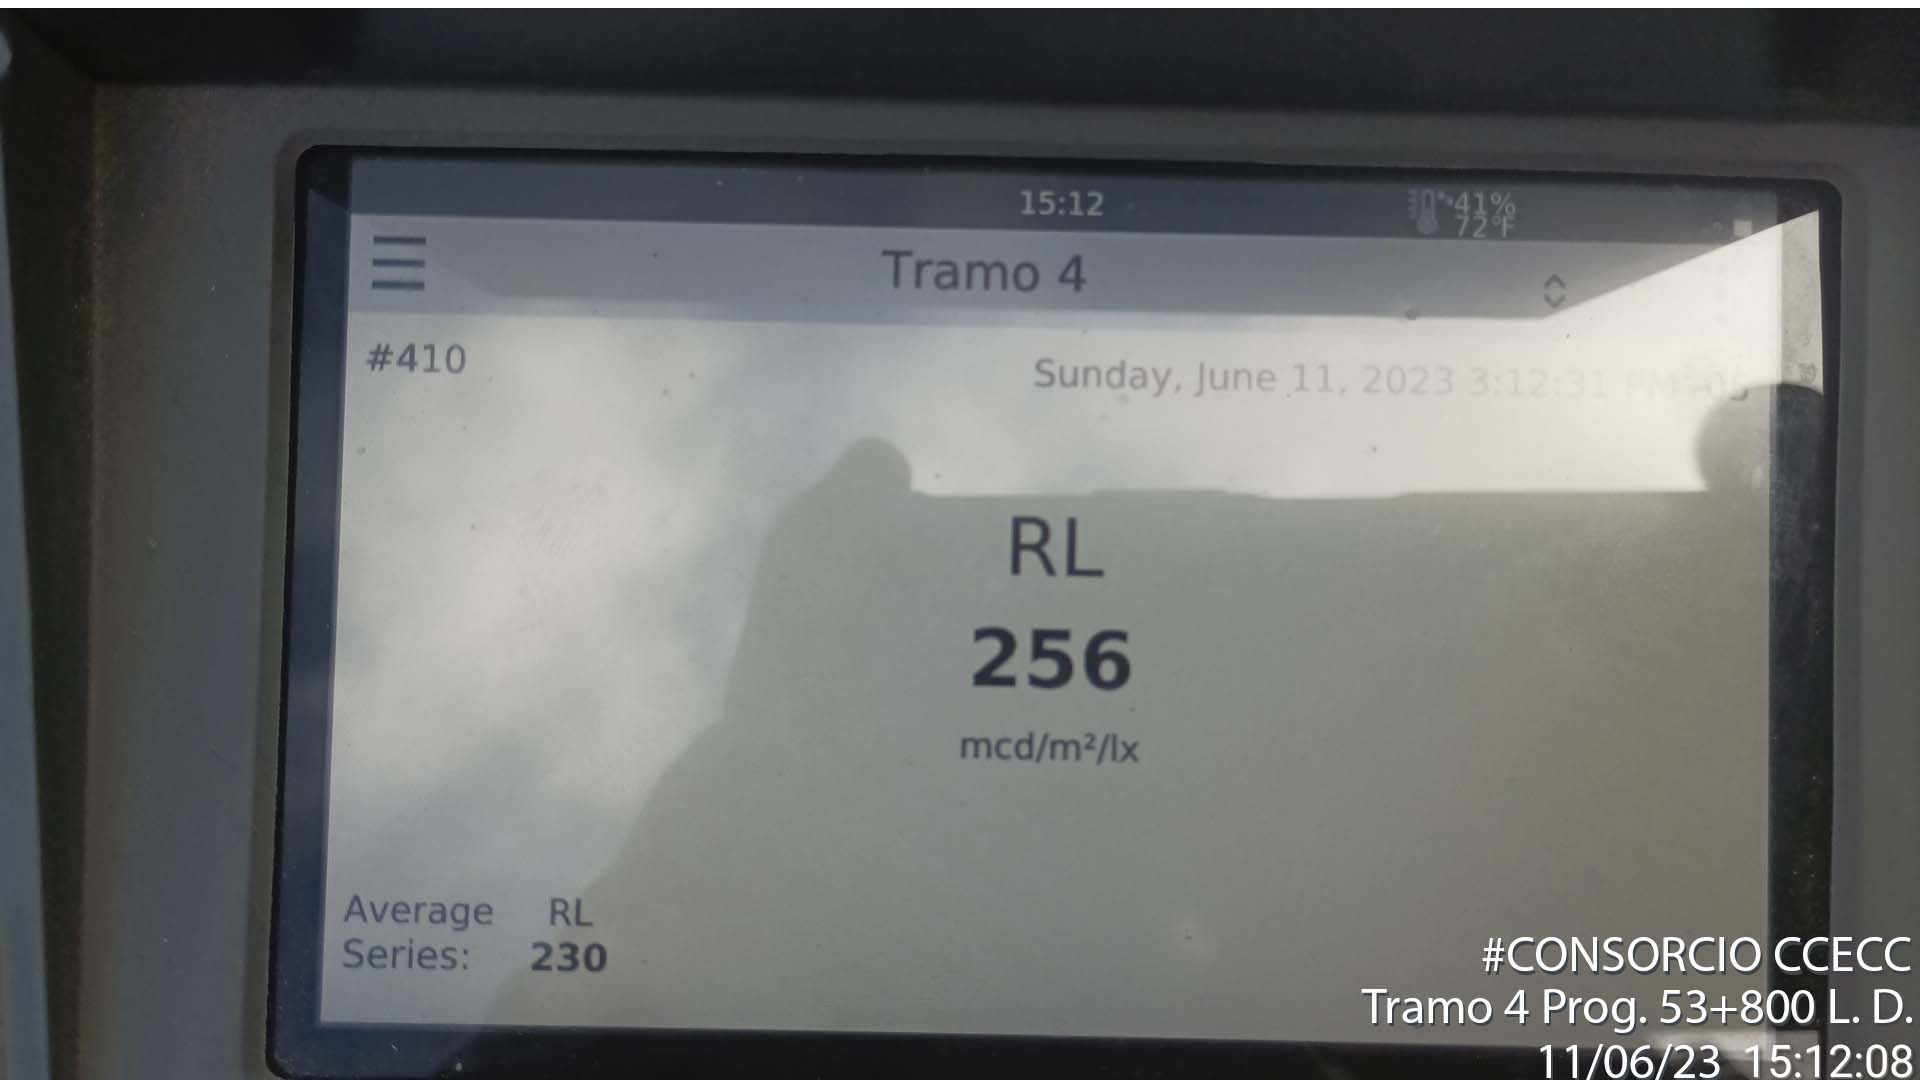 15:12
41%
72°F
Tramo 4
#410
Sunday, June 11, 2023 3:12:31 PM -05
RL
256
mcd/m²/lx
Average RL
Series: 230
#CONSORCIO CCECC
Tramo 4 Prog. 53+800 L. D.
11/06/23 15:12:08